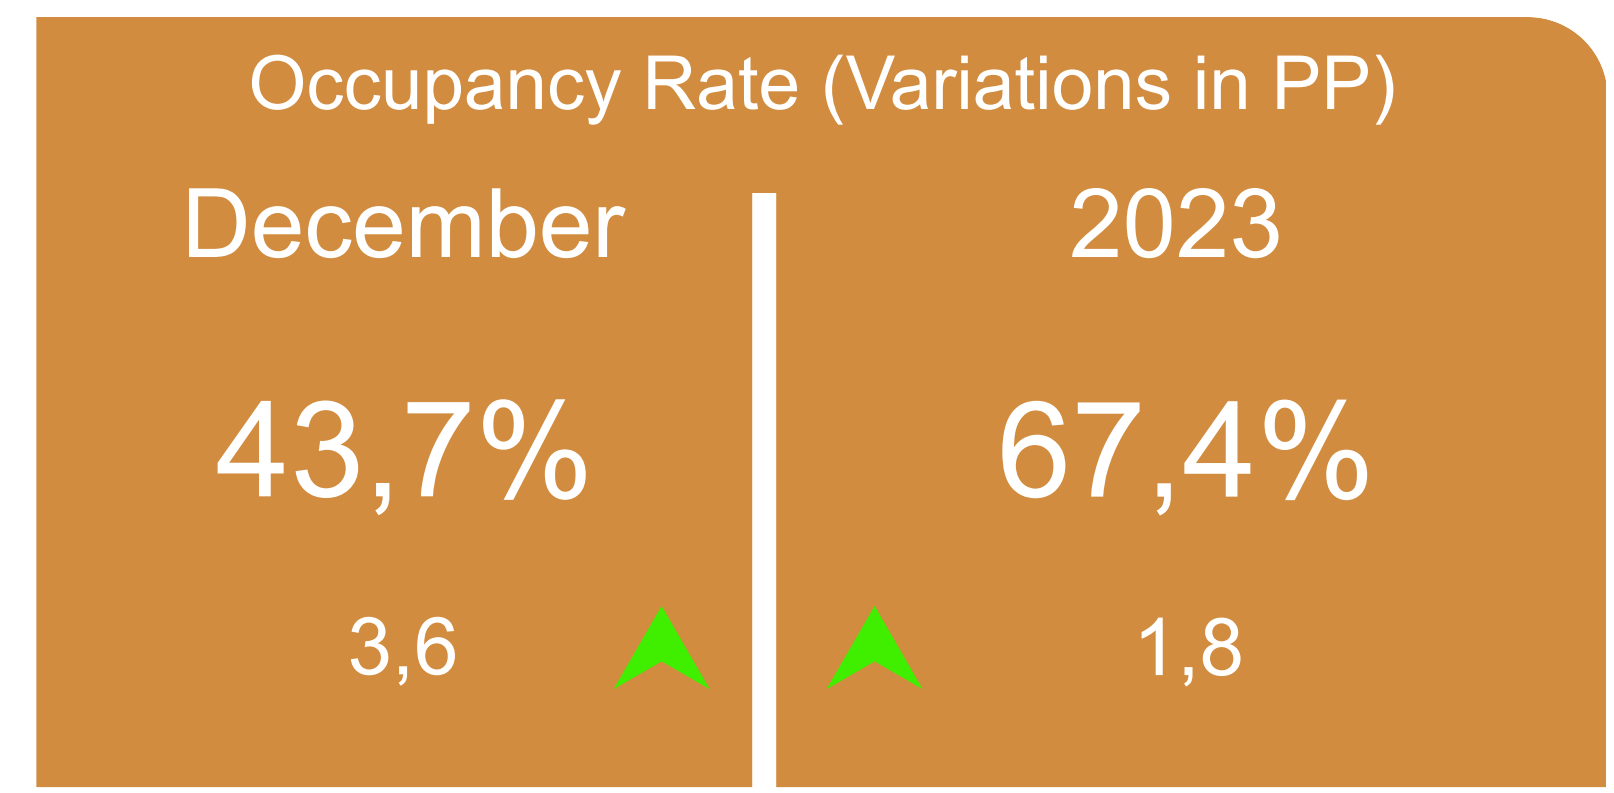 Occupancy Rate (Variations in PP)
December
43,7%
3,6
2023
67,4%
1,8